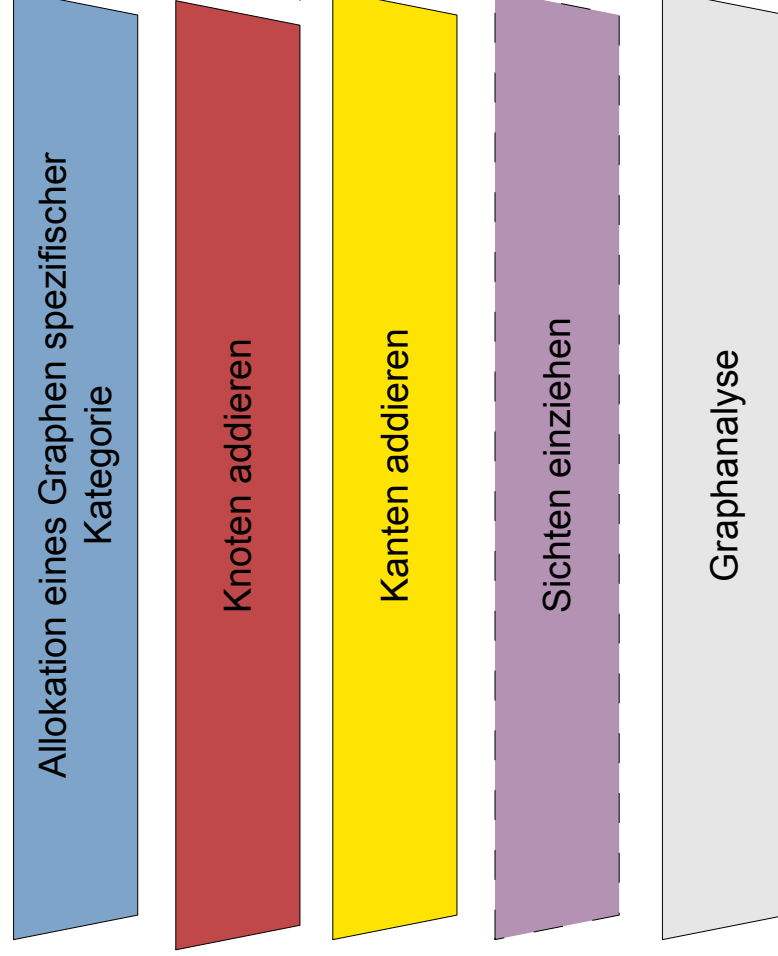 Allokation eines Graphen spezifischer
Kategorie
Knoten addieren
Kanten addieren
Sichten einziehen
Graphanalyse